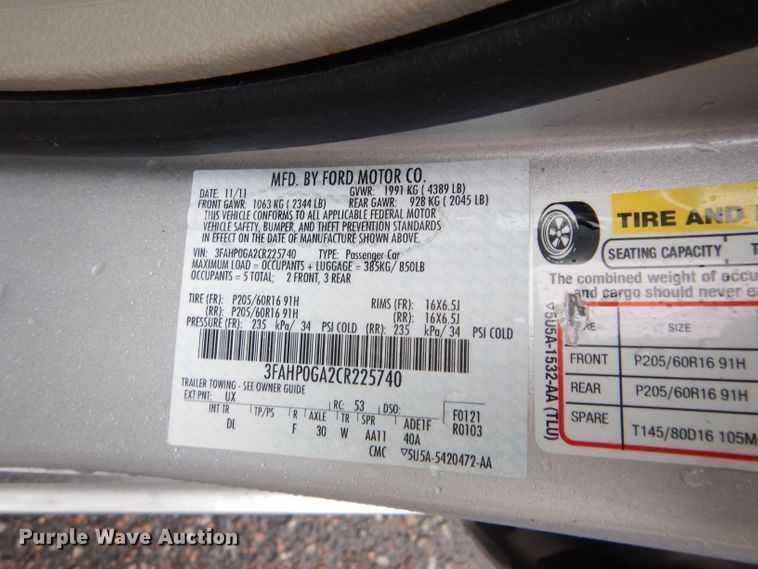 MFD. BY FORD MOTOR CO.
DATE: 11/11 GVWR: 1991 KG ( 4389 LB)
FRONT GAWR: 1063 KG ( 2344 LB) REAR GAWR: 928 KG ( 2045 LB)
THIS VEHICLE CONFORMS TO ALL APPLICABLE FEDERAL MOTOR
VEHICLE SAFETY, BUMPER, AND THEFT PREVENTION STANDARDS
IN EFFECT ON THE DATE OF MANUFACTURE SHOWN ABOVE.
VIN: 3FAHP0GA2CR225740 TYPE: Passenger Car
MAXIMUM LOAD = OCCUPANTS + LUGGAGE = 385KG/850LB
OCCUPANTS = 5 TOTAL; 2 FRONT, 3 REAR
TIRE (FR): P205/60R16 91H RIMS (FR): 16X6.5J
(RR): P205/60R16 91H (RR): 16X6.5J
PRESSURE (FR): 235 kPa/ 34 PSI COLD (RR): 235 kPa/ 34 PSI COLD
3FAHP0GA2CR225740
TRAILER TOWING - SEE OWNER GUIDE
EXT PNT: UX RC: 53 DSO: F0121
INT TR TP/PS R AXLE TR SPR ADE1F R0103
DL F 30 W AA11 40A
CMC ▽5U5A-5420472-AA
TIRE AND
SEATING CAPACITY T
The combined weight of occu
and cargo should never e
▽5U5A-1532-AA (TLU)
RE SIZE
FRONT P205/60R16 91H
REAR P205/60R16 91H
SPARE T145/80D16 105M
Purple Wave Auction
Purple Wave Auction